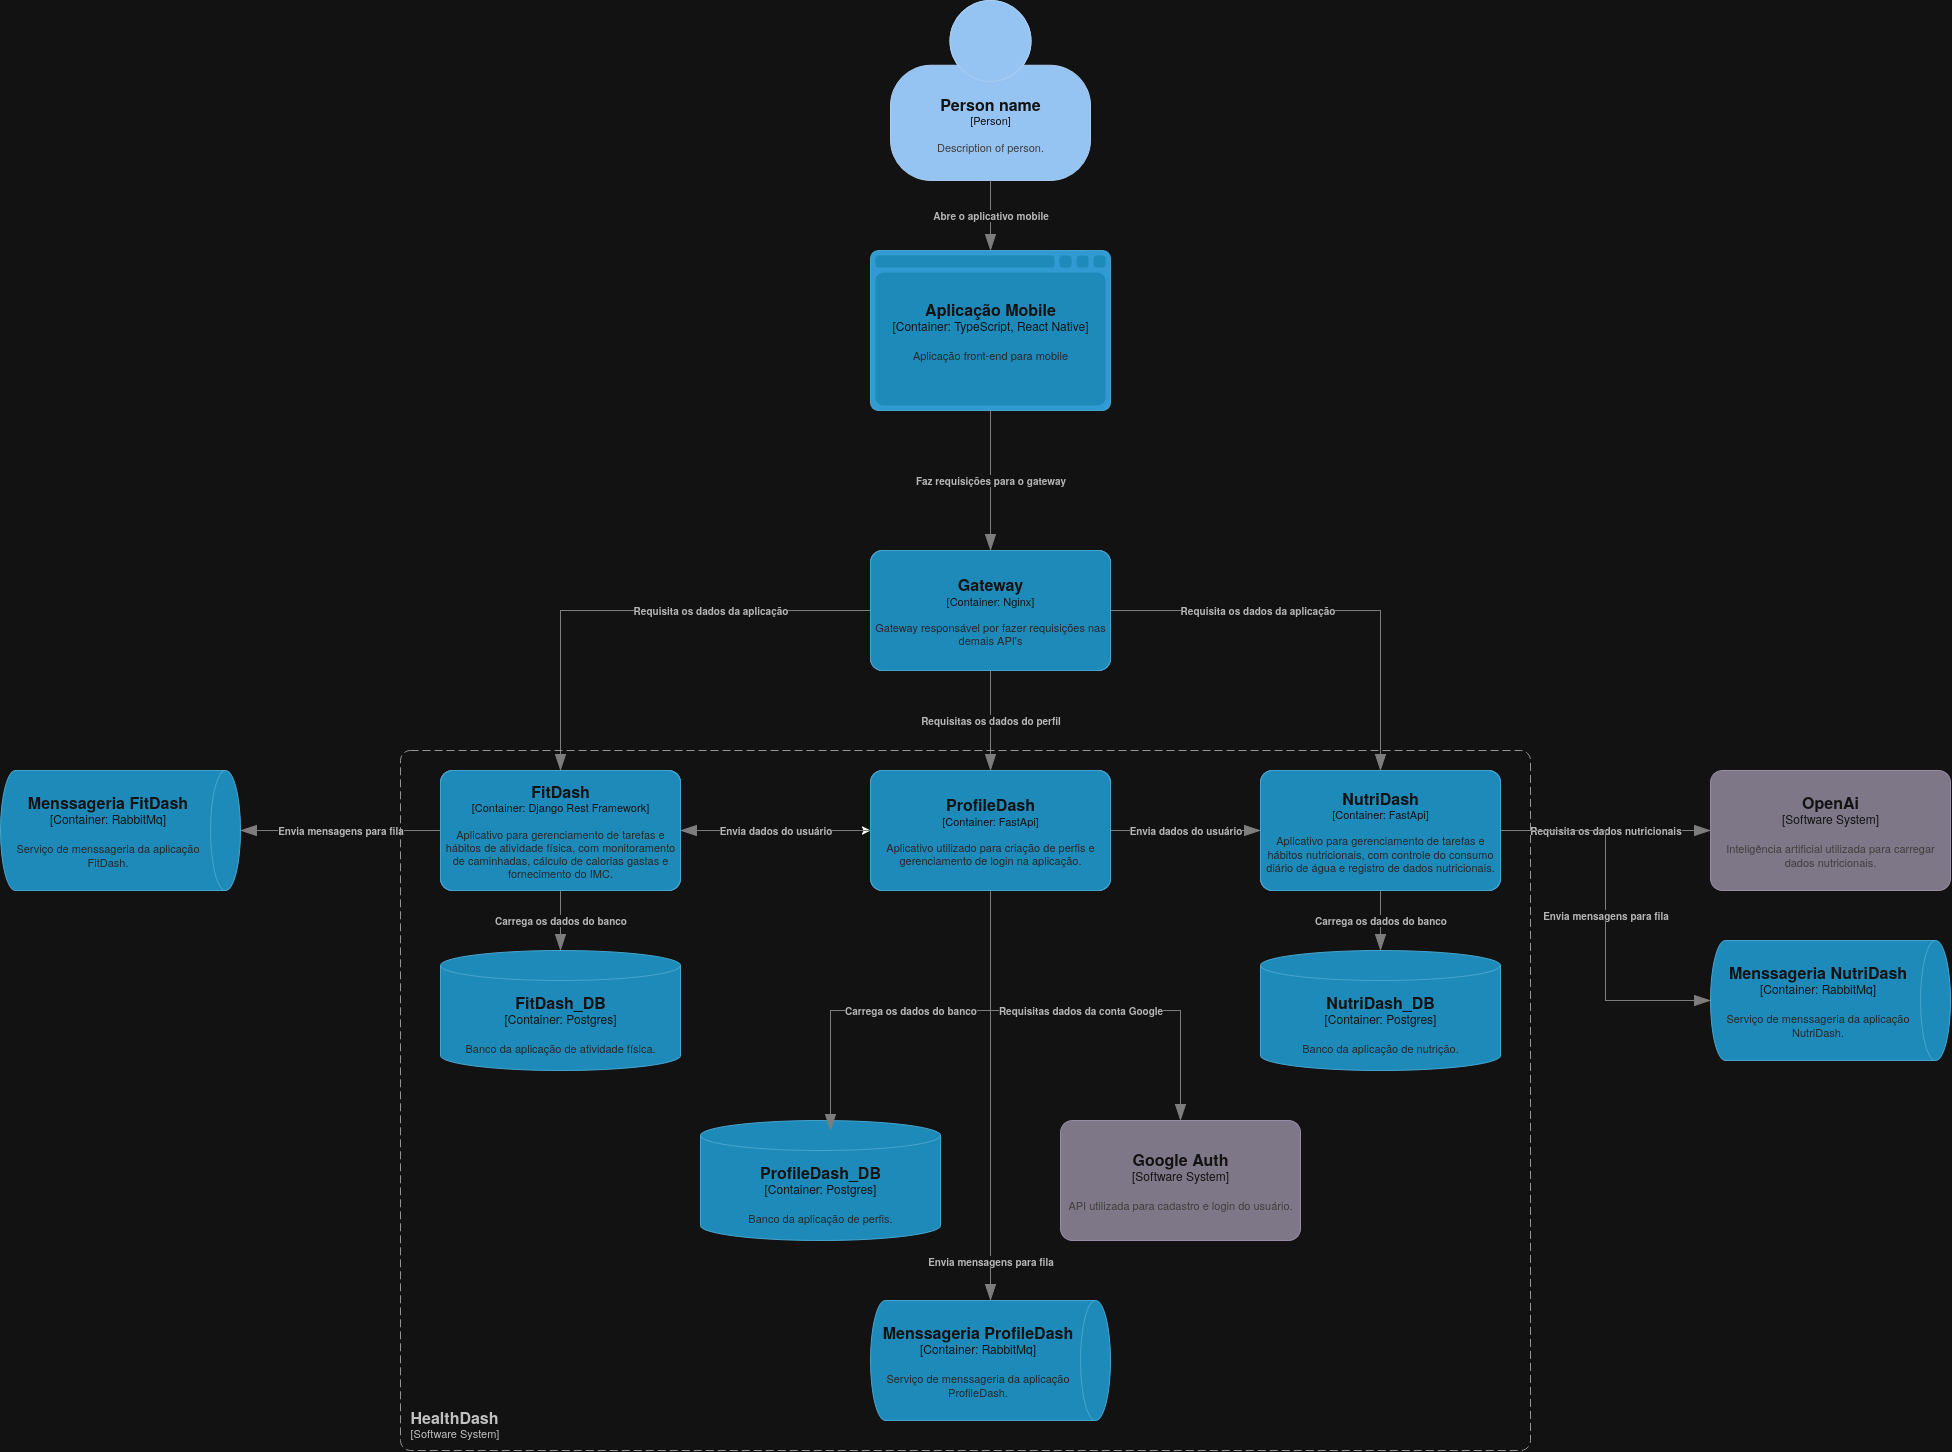 Person name
[Person]
Description of person.
Abre o aplicativo mobile
Aplicação Mobile
[Container: TypeScript, React Native]
Aplicação front-end para mobile
Faz requisições para o gateway
Gateway
[Container: Nginx]
Gateway responsável por fazer requisições nas
demais API's
Requisita os dados da aplicação
Requisita os dados da aplicação
Requisitas os dados do perfil
Menssageria FitDash
[Container: RabbitMq]
Serviço de menssageria da aplicação
FitDash.
Envia mensagens para fila
FitDash
[Container: Django Rest Framework]
Aplicativo para gerenciamento de tarefas e
hábitos de atividade física, com monitoramento
de caminhadas, cálculo de calorias gastas e
fornecimento do IMC.
Envia dados do usuário
ProfileDash
[Container: FastApi]
Aplicativo utilizado para criação de perfis e
gerenciamento de login na aplicação.
Envia dados do usuário
NutriDash
[Container: FastApi]
Aplicativo para gerenciamento de tarefas e
hábitos nutricionais, com controle do consumo
diário de água e registro de dados nutricionais.
Requisita os dados nutricionais
OpenAi
[Software System]
Inteligência artificial utilizada para carregar
dados nutricionais.
Carrega os dados do banco
Carrega os dados do banco
Envia mensagens para fila
FitDash_DB
[Container: Postgres]
Banco da aplicação de atividade física.
Carrega os dados do banco
Requisitas dados da conta Google
NutriDash_DB
[Container: Postgres]
Banco da aplicação de nutrição.
Menssageria NutriDash
[Container: RabbitMq]
Serviço de menssageria da aplicação
NutriDash.
ProfileDash_DB
[Container: Postgres]
Banco da aplicação de perfis.
Google Auth
[Software System]
API utilizada para cadastro e login do usuário.
Envia mensagens para fila
Menssageria ProfileDash
[Container: RabbitMq]
Serviço de menssageria da aplicação
ProfileDash.
HealthDash
[Software System]